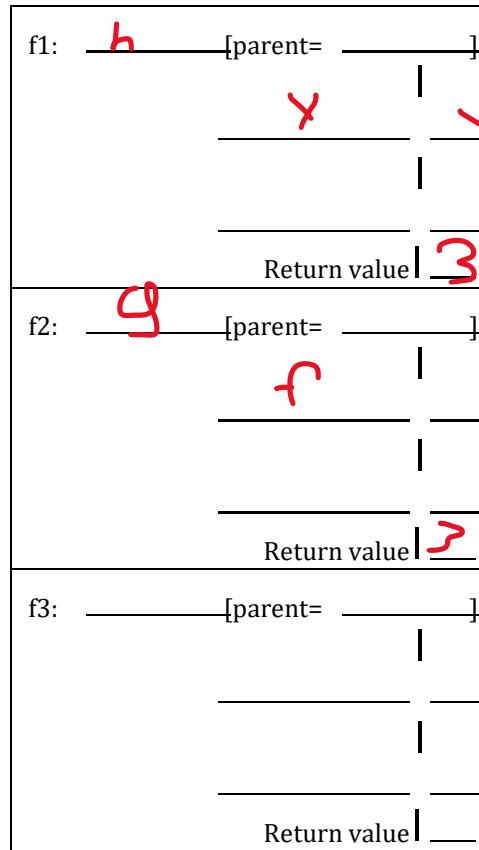 f1: h [parent= ]
x
Return value 3
f2: g [parent= ]
f
Return value 3
f3: [parent= ]
Return value